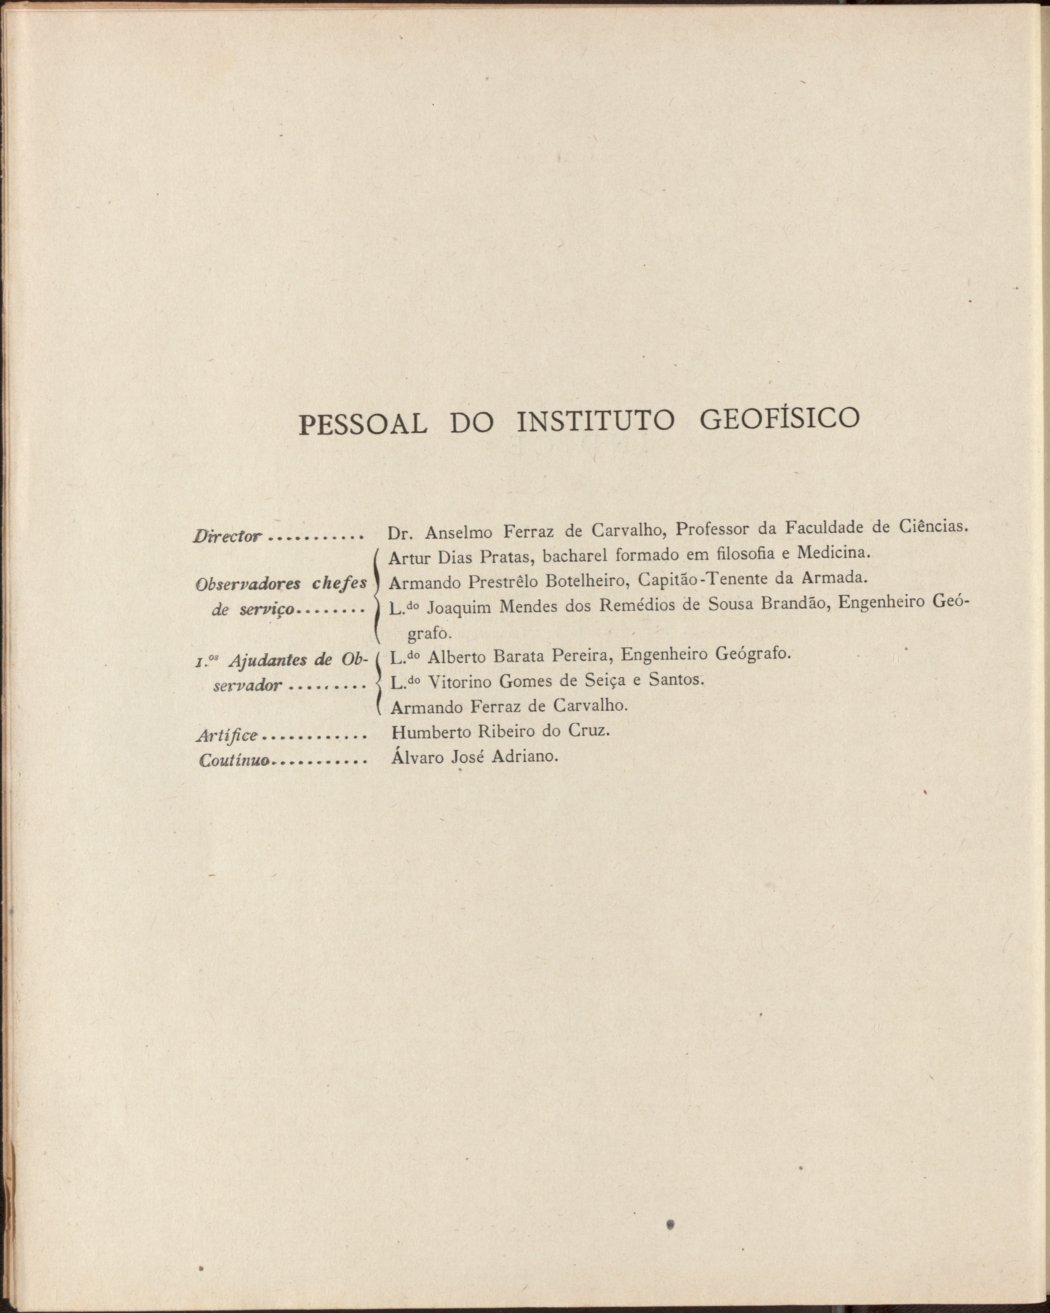 PESSOAL DO INSTITUTO GEOFÍSICO
Director ........... Dr. Anselmo Ferraz de Carvalho, Professor da Faculdade de Ciências.
Artur Dias Pratas, bacharel formado em filosofia e Medicina.
Observadores chefes Armando Prestrêlo Botelheiro, Capitão-Tenente da Armada.
de serviço........ L.do Joaquim Mendes dos Remédios de Sousa Brandão, Engenheiro Geó-
grafo.
1.os Ajudantes de Ob- L.do Alberto Barata Pereira, Engenheiro Geógrafo.
servador ......... L.do Vitorino Gomes de Seiça e Santos.
Armando Ferraz de Carvalho.
Artífice ............ Humberto Ribeiro do Cruz.
Coutínuo........... Álvaro José Adriano.